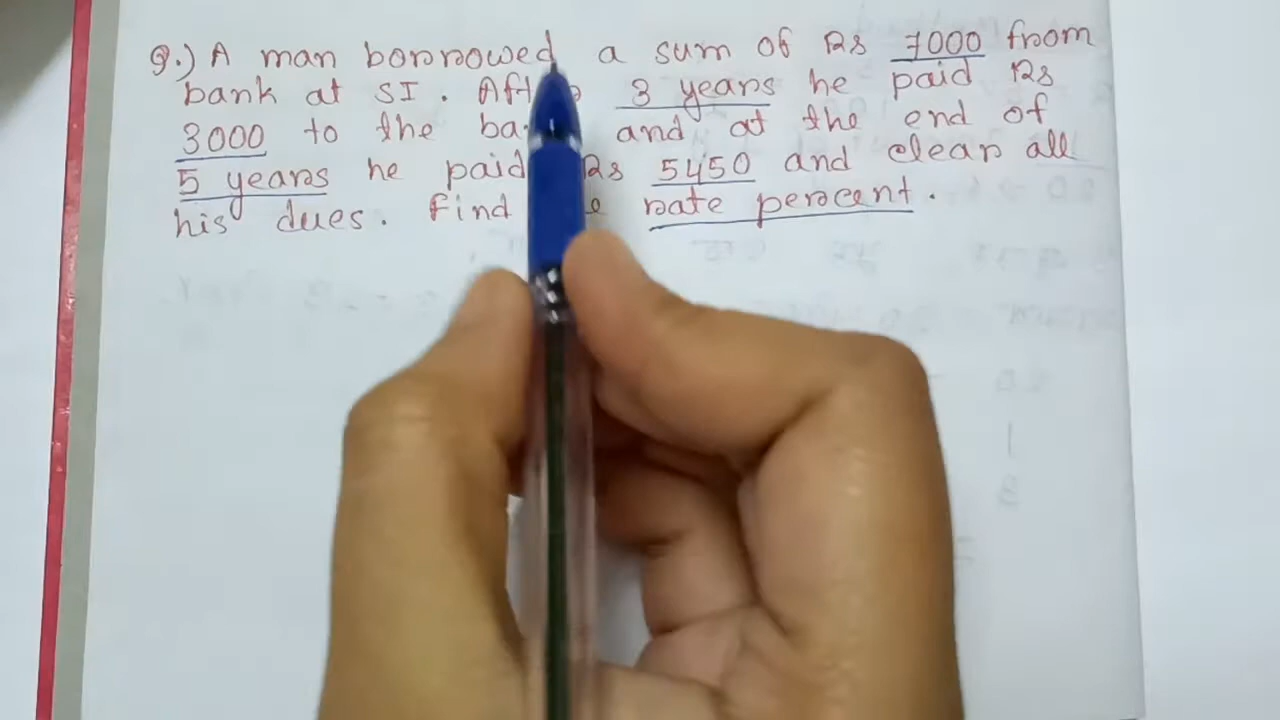 Q.) A man borrowed a sum of Rs 7000 from
bank at SI. 3 years he paid Rs
3000 to the and at the end of
5 years he paid Rs 5450 and clear all
his dues. Find rate percent.